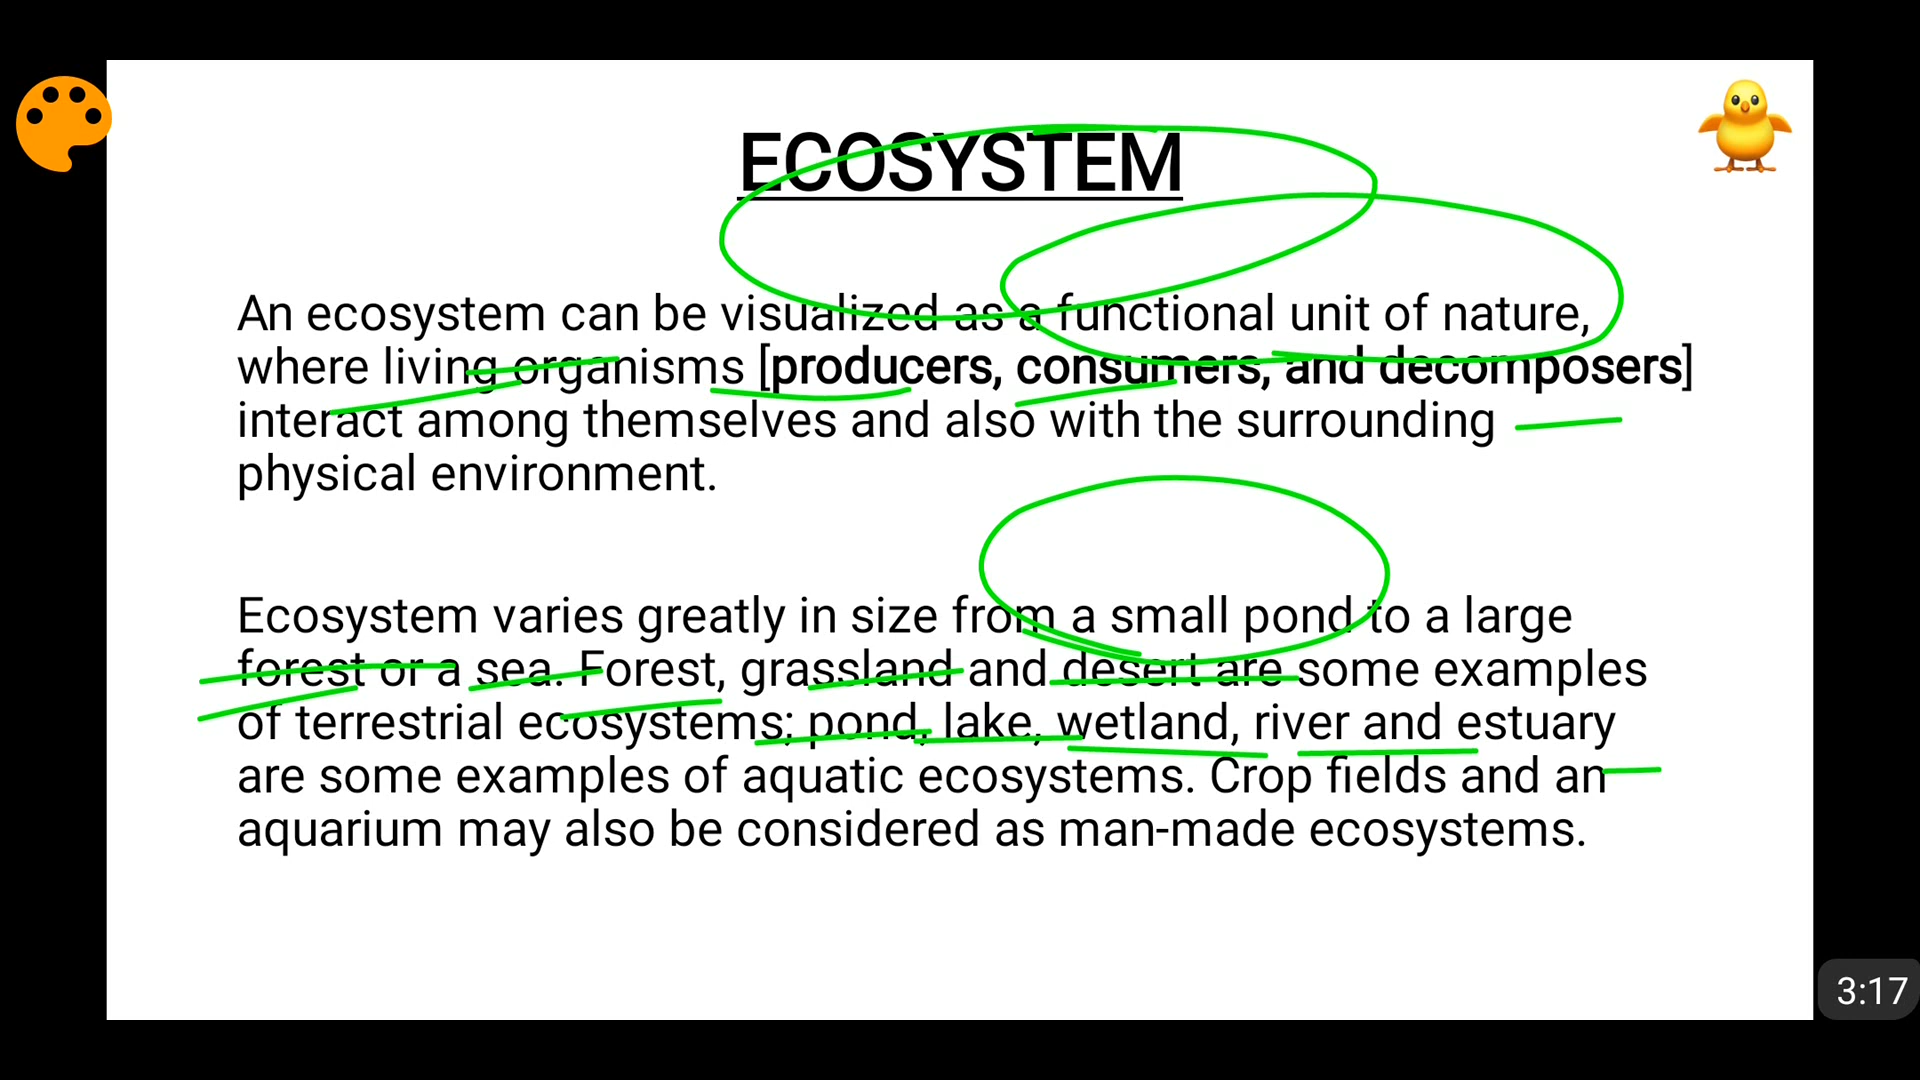 ECOSYSTEM
An ecosystem can be visualized as a functional unit of nature,
where living organisms [producers, consumers, and decomposers]
interact among themselves and also with the surrounding
physical environment.
Ecosystem varies greatly in size from a small pond to a large
forest or a sea. Forest, grassland and desert are some examples
of terrestrial ecosystems; pond, lake, wetland, river and estuary
are some examples of aquatic ecosystems. Crop fields and an
aquarium may also be considered as man-made ecosystems.
3:17